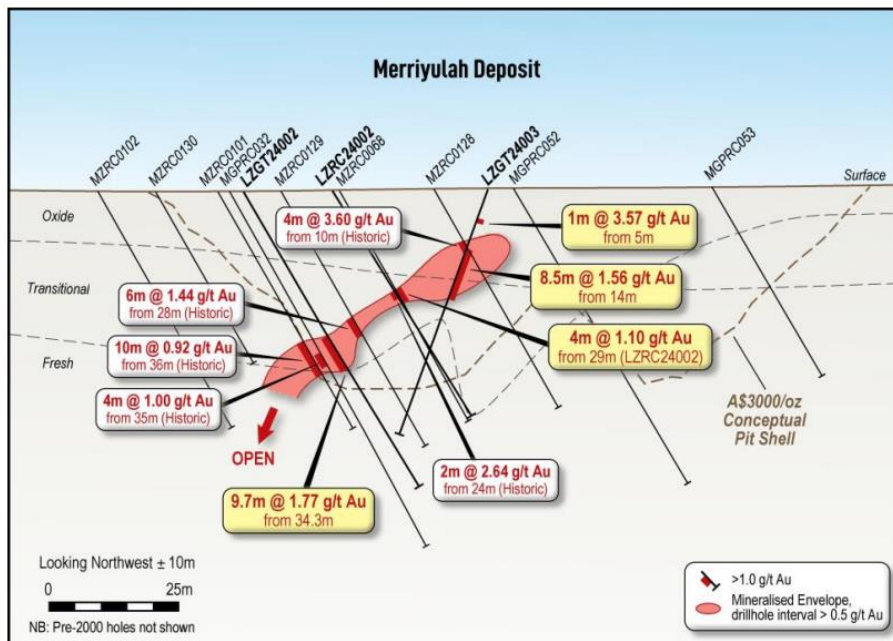 Merriyulah Deposit
MZRC0102
MZRC0130
MZRC0101
MGPRC032
LZGT24002
MZRC0129
LZRC24002
MZRC0068
MZRC0128
LZGT24003
MGPRC052
MGPRC053
Surface
Oxide
4m @ 3.60 g/t Au
from 10m (Historic)
1m @ 3.57 g/t Au
from 5m
Transitional
8.5m @ 1.56 g/t Au
from 14m
6m @ 1.44 g/t Au
from 28m (Historic)
4m @ 1.10 g/t Au
from 29m (LZRC24002)
Fresh
10m @ 0.92 g/t Au
from 36m (Historic)
4m @ 1.00 g/t Au
from 35m (Historic)
A$3000/oz
Conceptual
Pit Shell
OPEN
2m @ 2.64 g/t Au
from 24m (Historic)
9.7m @ 1.77 g/t Au
from 34.3m
Looking Northwest ± 10m
0 25m
NB: Pre-2000 holes not shown
>1.0 g/t Au
Mineralised Envelope,
drillhole interval > 0.5 g/t Au